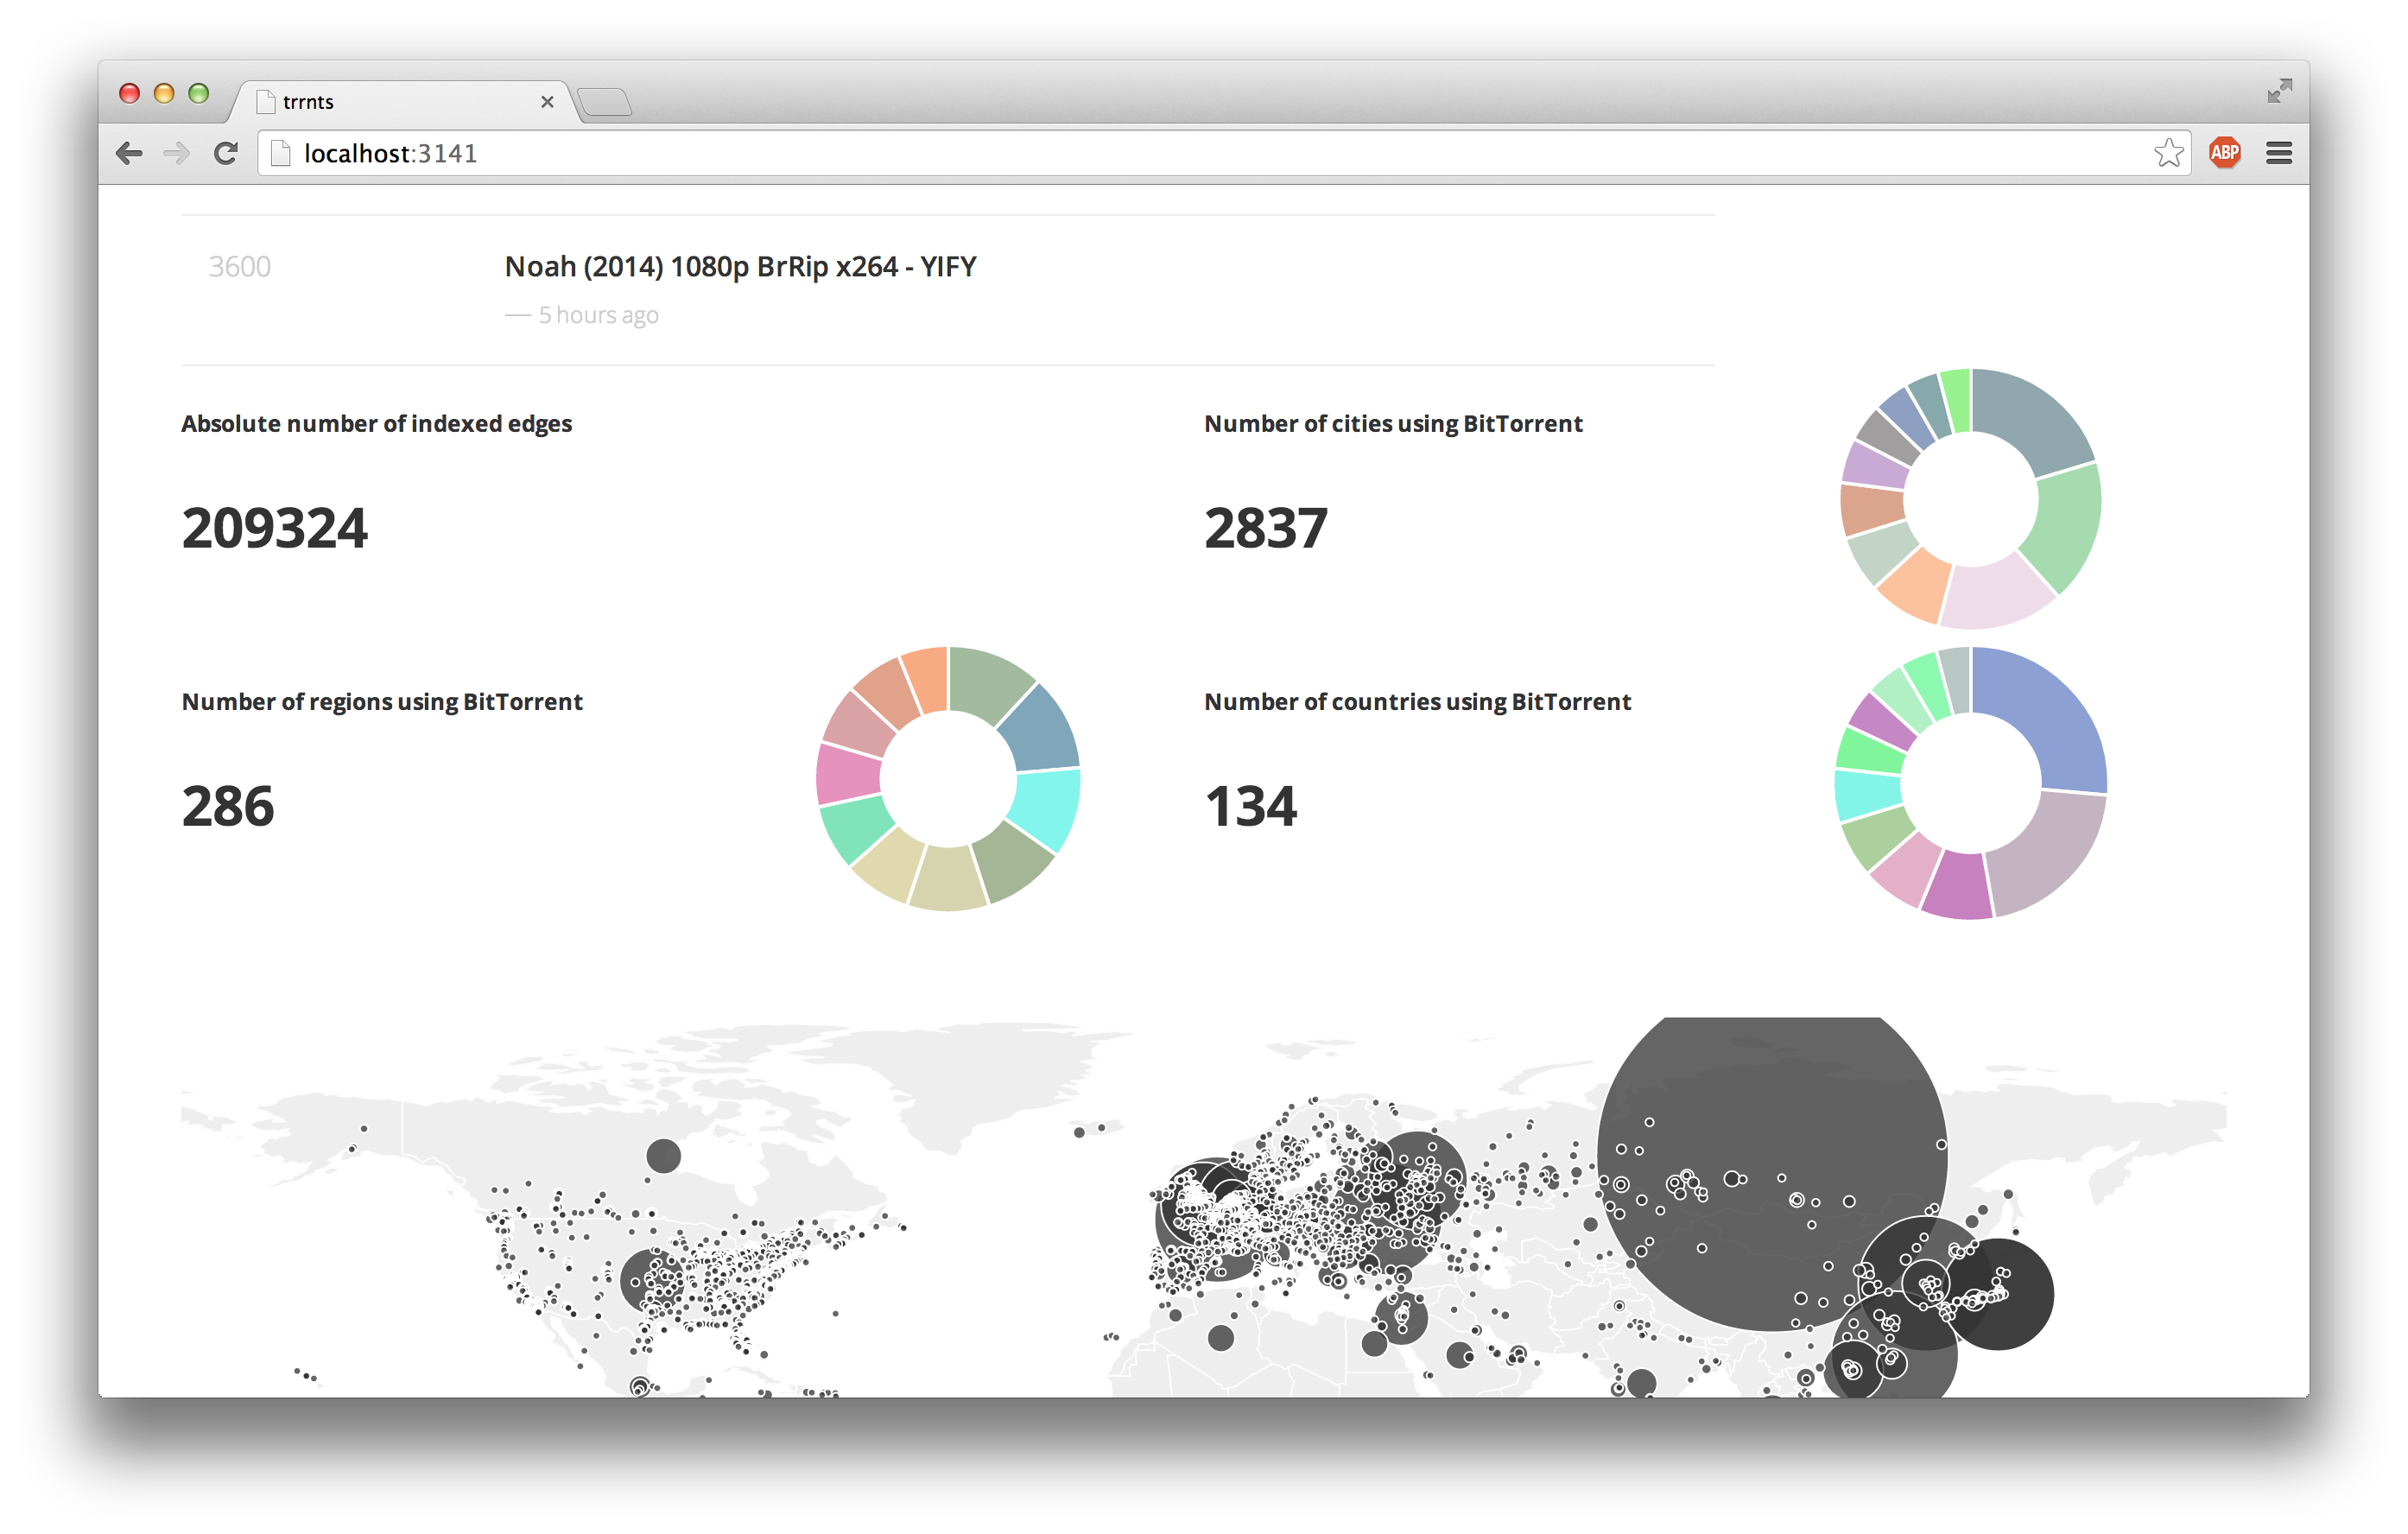 trrnts
localhost:3141
ABP
3600
Noah (2014) 1080p BrRip x264 - YIFY
— 5 hours ago
Absolute number of indexed edges
209324
Number of cities using BitTorrent
2837
Number of regions using BitTorrent
286
Number of countries using BitTorrent
134